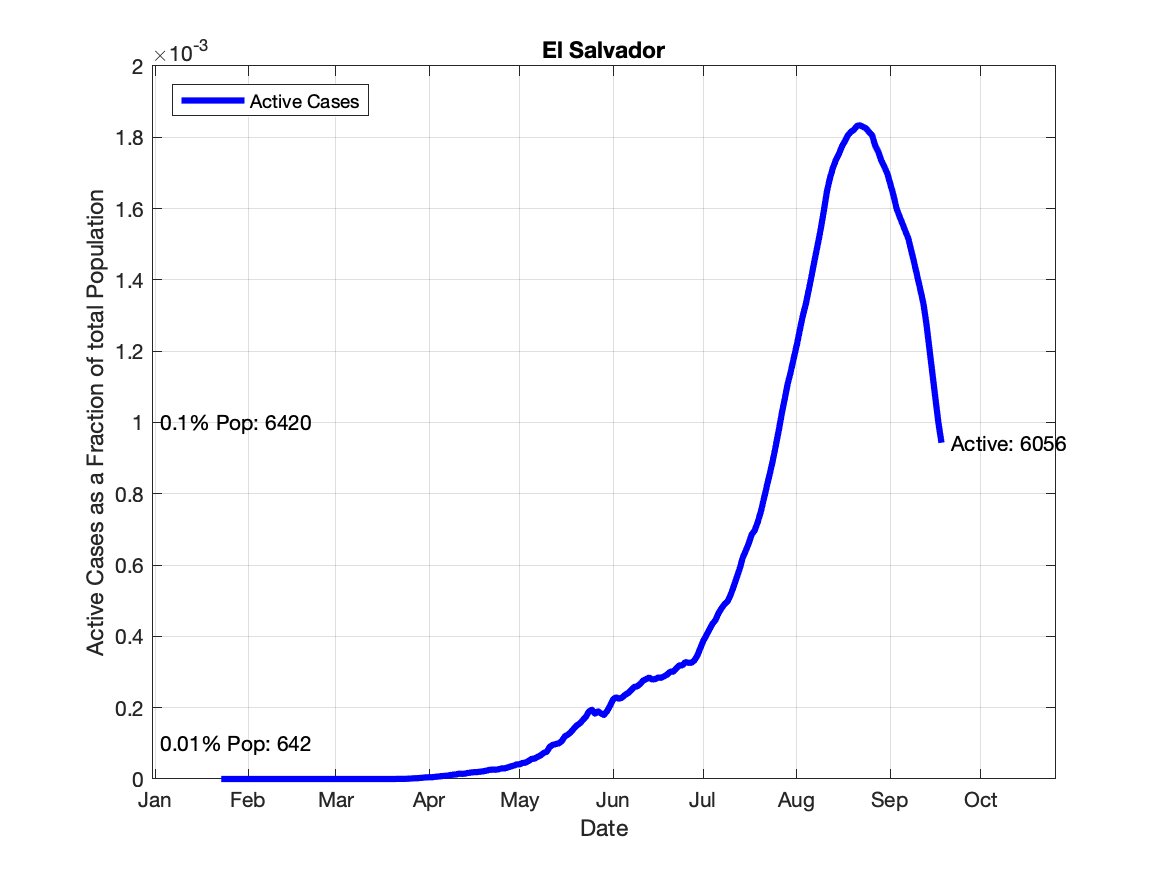 El Salvador
×10-3
2
1.8
1.6
1.4
1.2
1
0.8
0.6
0.4
0.2
0
Active Cases as a Fraction of total Population
Active Cases
0.1% Pop: 6420
Active: 6056
0.01% Pop: 642
Jan Feb Mar Apr May Jun Jul Aug Sep Oct
Date